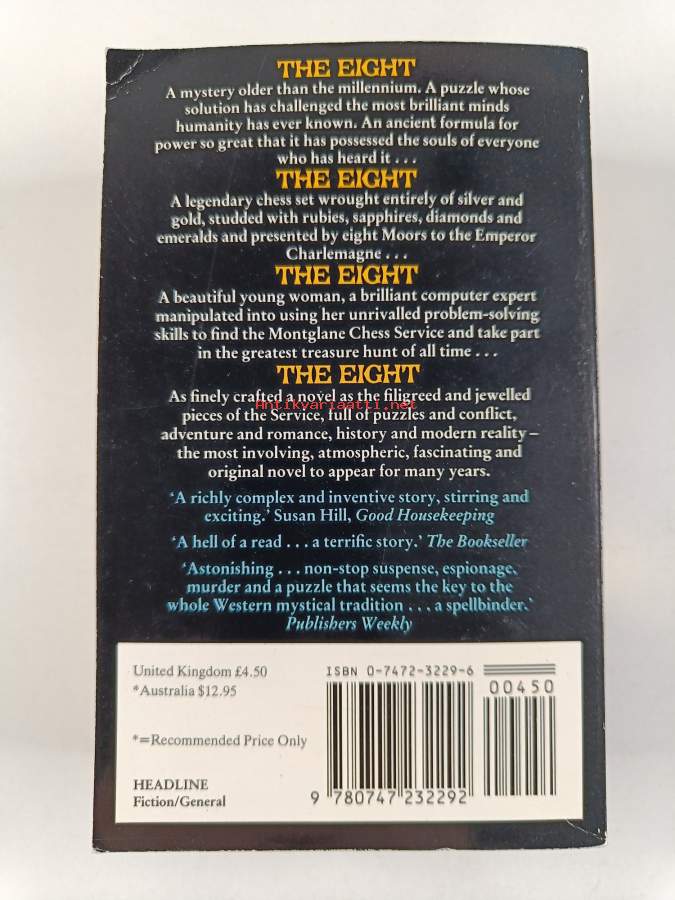 THE EIGHT
A mystery older than the millennium. A puzzle whose
solution has challenged the most brilliant minds
humanity has ever known. An ancient formula for
power so great that it has possessed the souls of everyone
who has heard it . . .
THE EIGHT
A legendary chess set wrought entirely of silver and
gold, studded with rubies, sapphires, diamonds and
emeralds and presented by eight Moors to the Emperor
Charlemagne . . .
THE EIGHT
A beautiful young woman, a brilliant computer expert
manipulated into using her unrivalled problem-solving
skills to find the Montglane Chess Service and take part
in the greatest treasure hunt of all time . . .
THE EIGHT
As finely crafted a novel as the filigreed and jewelled
Antikvariaatti.net
pieces of the Service, full of puzzles and conflict,
adventure and romance, history and modern reality –
the most involving, atmospheric, fascinating and
original novel to appear for many years.
‘A richly complex and inventive story, stirring and
exciting.’ Susan Hill, Good Housekeeping
‘A hell of a read . . . a terrific story.’ The Bookseller
‘Astonishing . . . non-stop suspense, espionage,
murder and a puzzle that seems the key to the
whole Western mystical tradition . . . a spellbinder.’
Publishers Weekly
United Kingdom £4.50
*Australia $12.95
*=Recommended Price Only
HEADLINE
Fiction/General
ISBN 0-7472-3229-6
00450
9 780747 232292